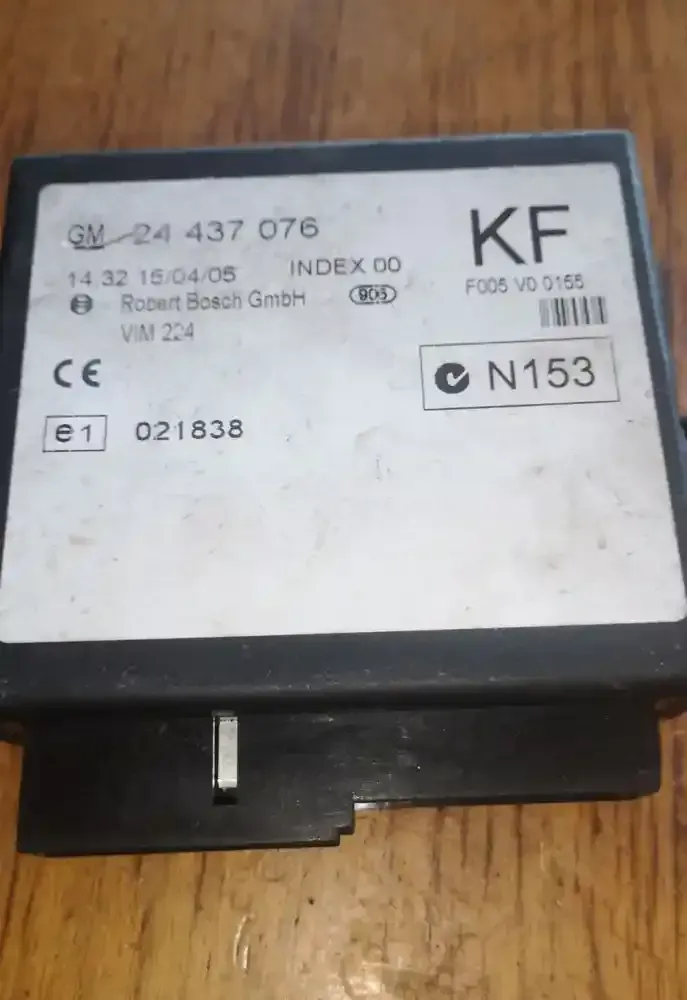 GM 24 437 076
KF
14 32 15/04/05 INDEX 00
F005 V0 0155
Robert Bosch GmbH 905
VIM 224
CE
N153
e1 021838